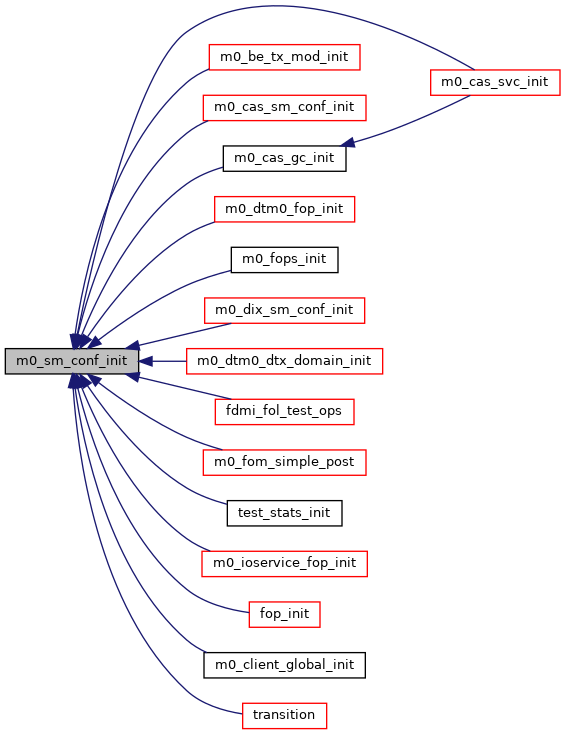 m0_be_tx_mod_init
m0_cas_svc_init
m0_cas_sm_conf_init
m0_cas_gc_init
m0_dtm0_fop_init
m0_fops_init
m0_dix_sm_conf_init
m0_sm_conf_init
m0_dtm0_dtx_domain_init
fdmi_fol_test_ops
m0_fom_simple_post
test_stats_init
m0_ioservice_fop_init
fop_init
m0_client_global_init
transition